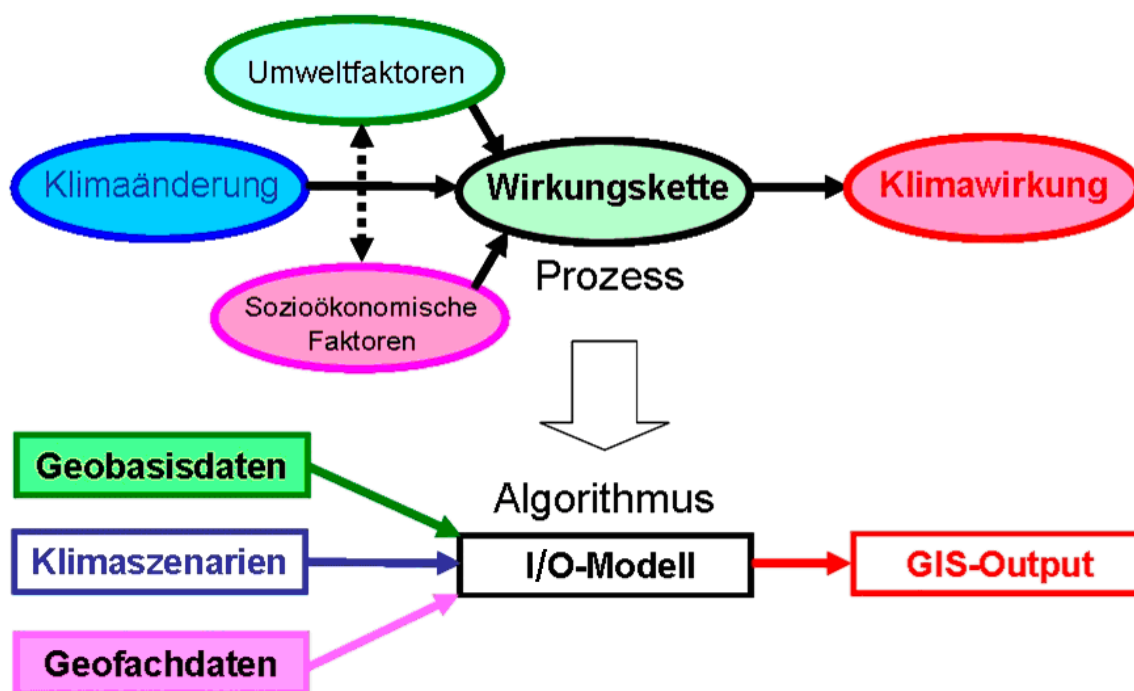 Umweltfaktoren
Klimaänderung
Wirkungskette
Klimawirkung
Prozess
Sozioökonomische
Faktoren
Geobasisdaten
Algorithmus
Klimaszenarien
I/O-Modell
GIS-Output
Geofachdaten